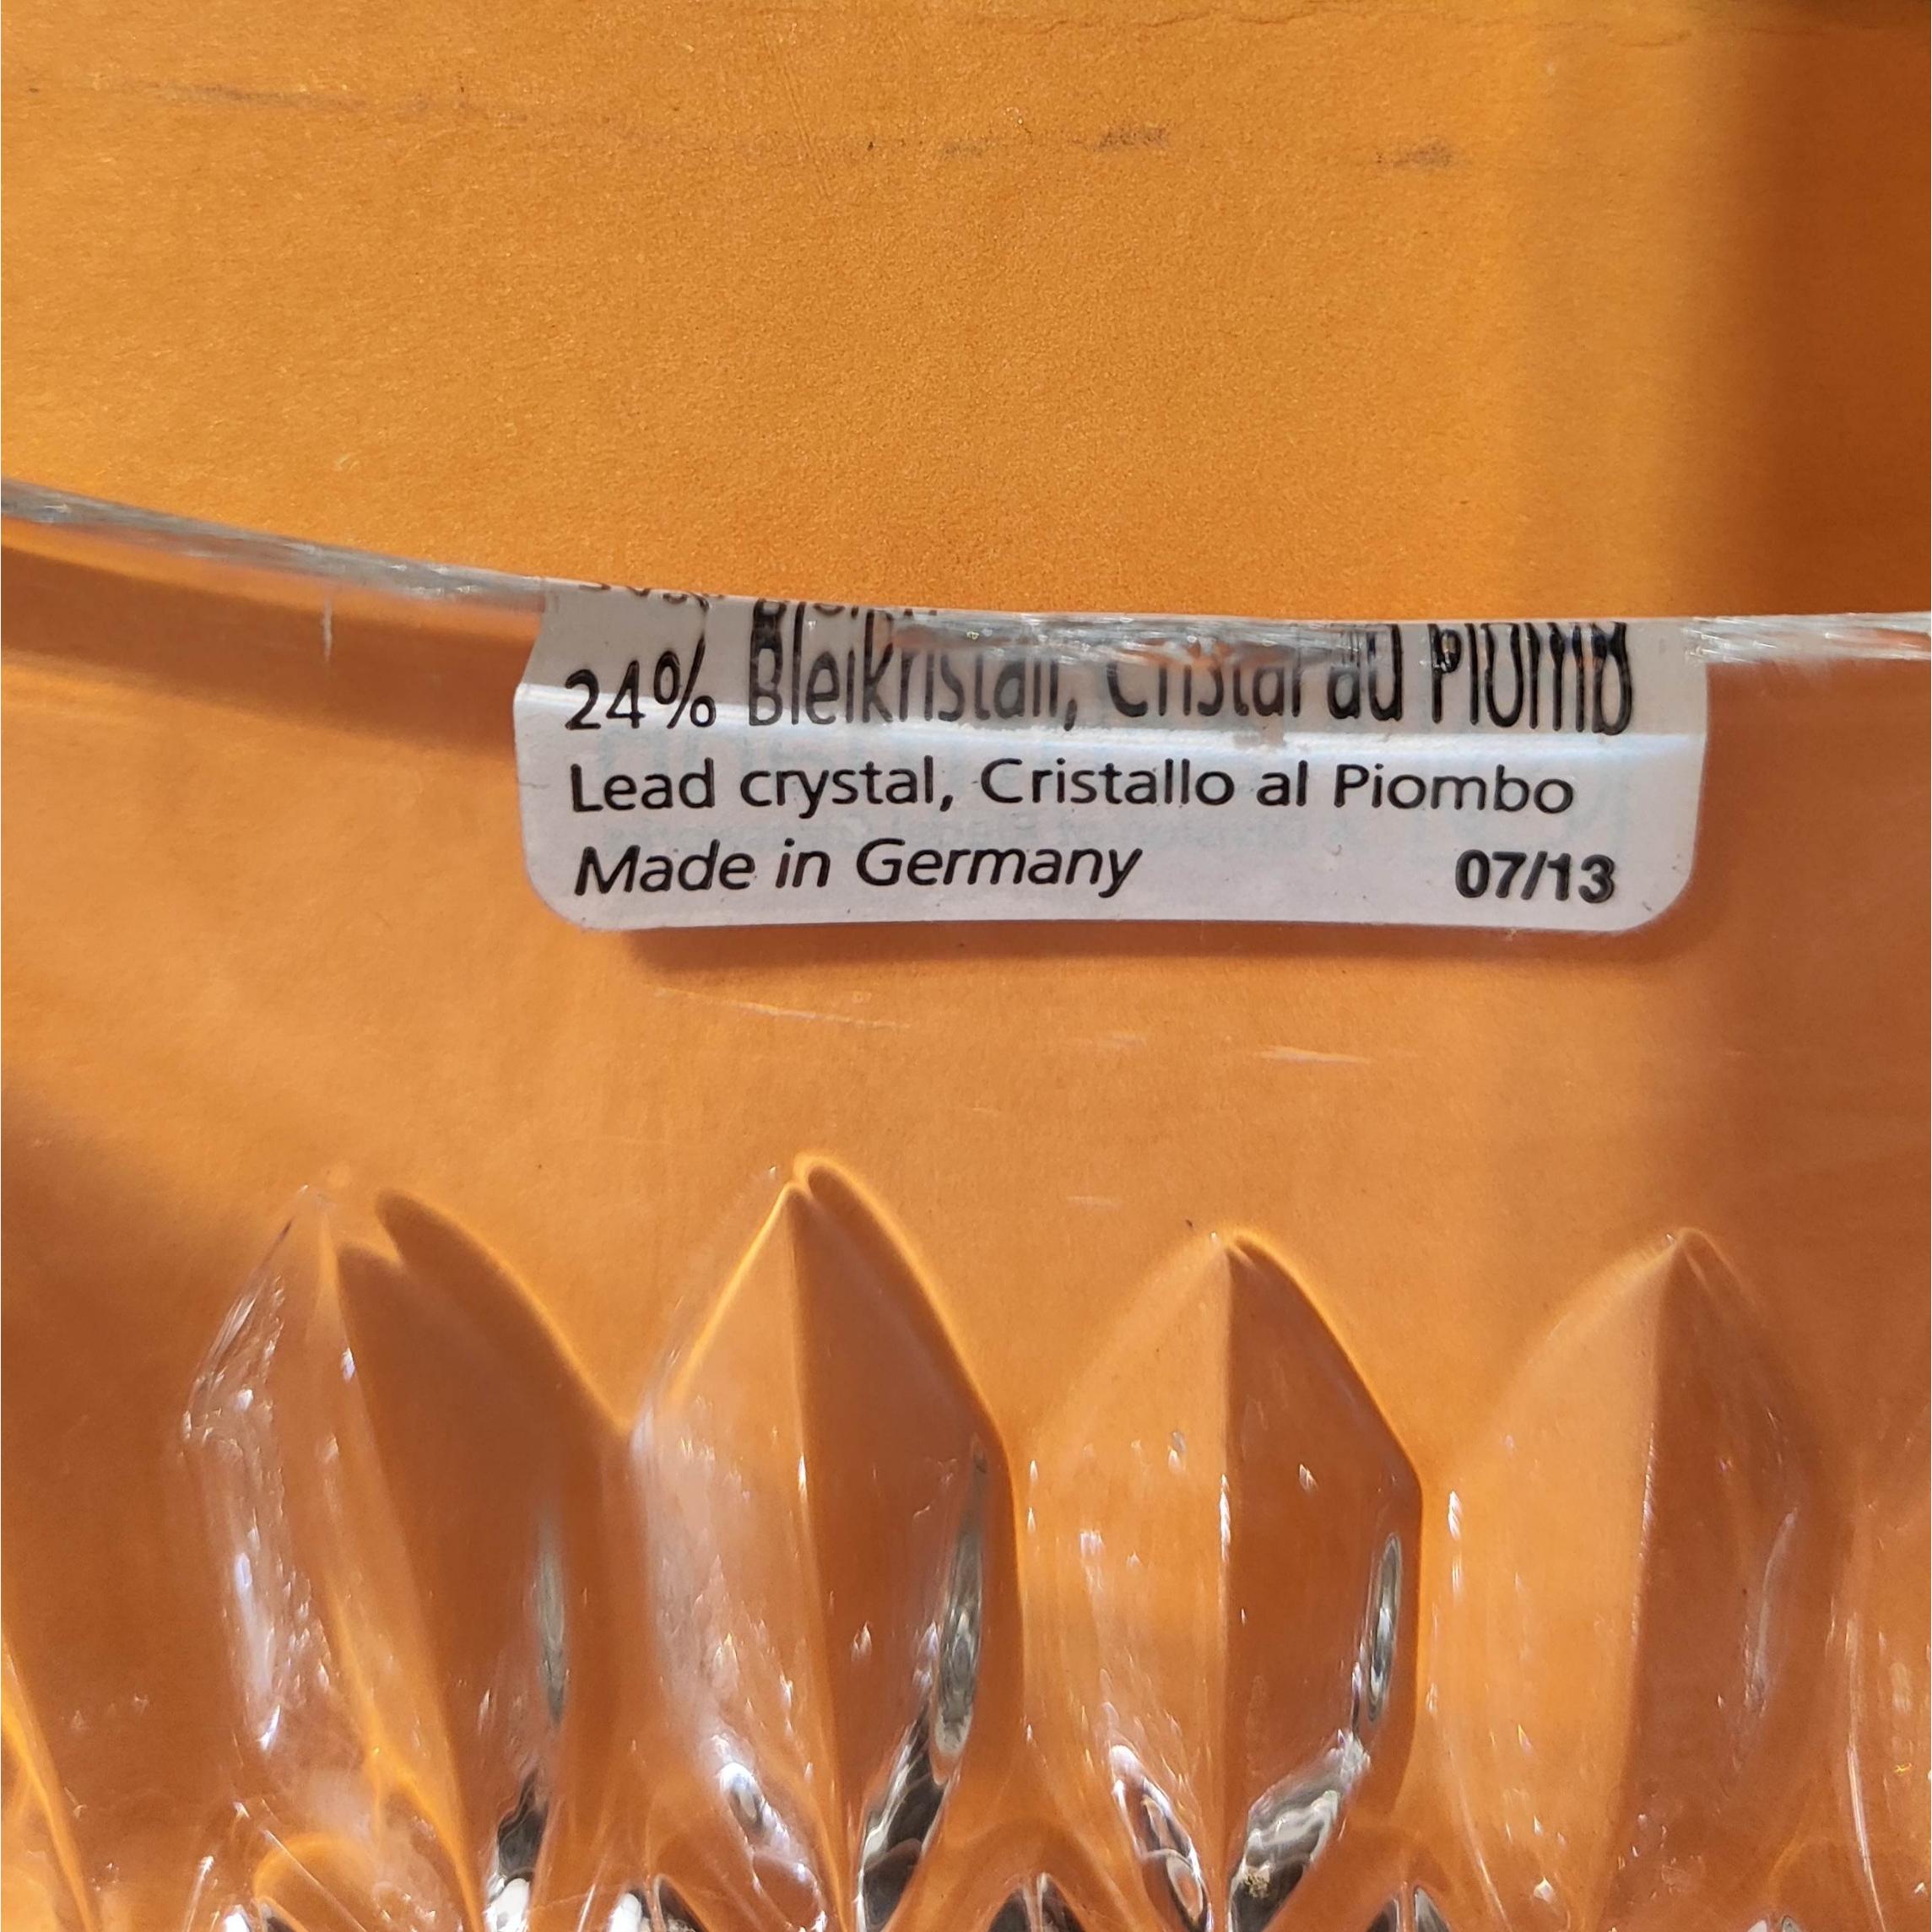 24% Bleikristall, Cristal au Plomb
Lead crystal, Cristallo al Piombo
Made in Germany 07/13